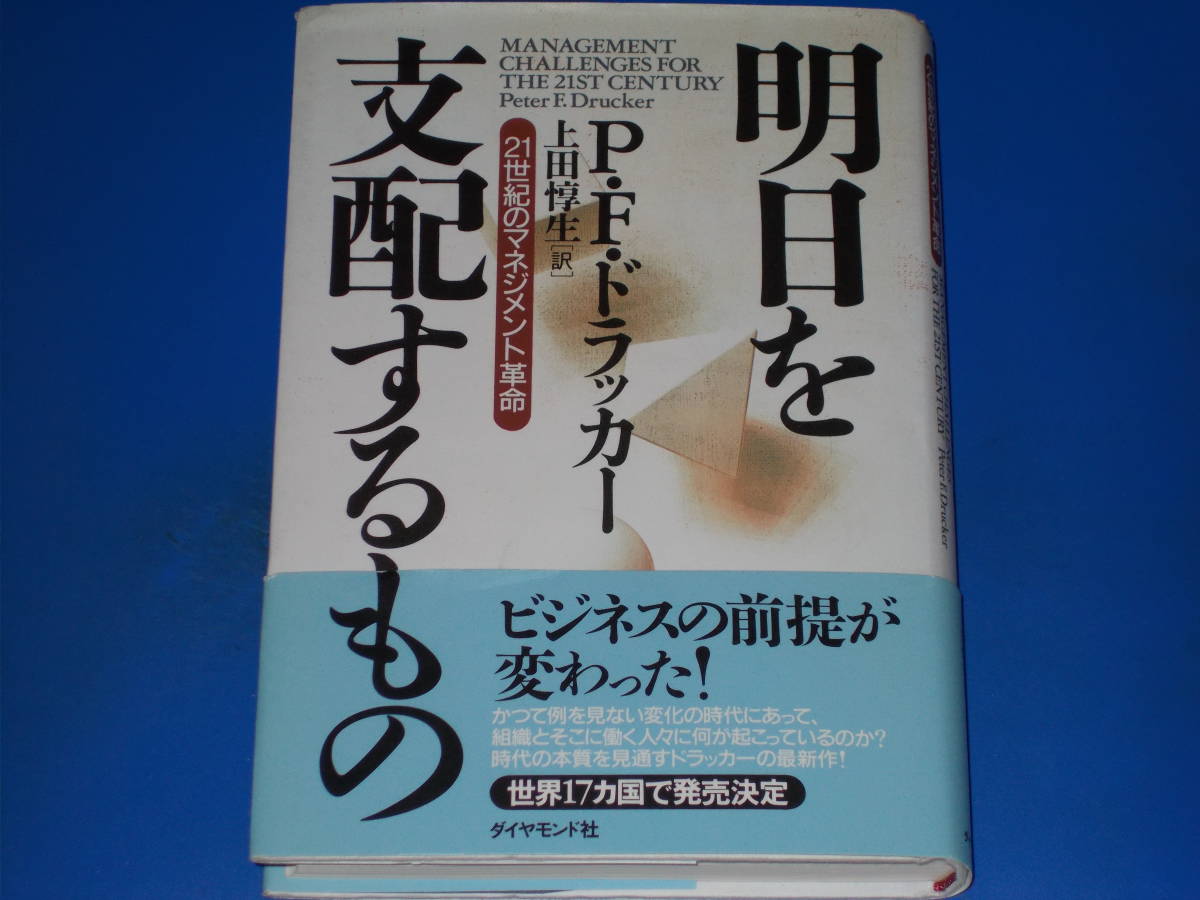 明日を
支配するもの
MANAGEMENT
CHALLENGES FOR
THE 21ST CENTURY
Peter F. Drucker
P・F・ドラッカー
上田惇生[訳]
21世紀のマネジメント革命
ビジネスの前提が
変わった!
かつて例を見ない変化の時代にあって、
組織とそこに働く人々に何が起こっているのか?
時代の本質を見通すドラッカーの最新作!
世界17カ国で発売決定
ダイヤモンド社
FOR THE 21ST CENTURY
Peter F. Drucker